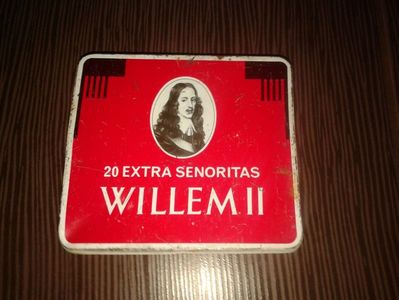 20 EXTRA SENORITAS
WILLEM II